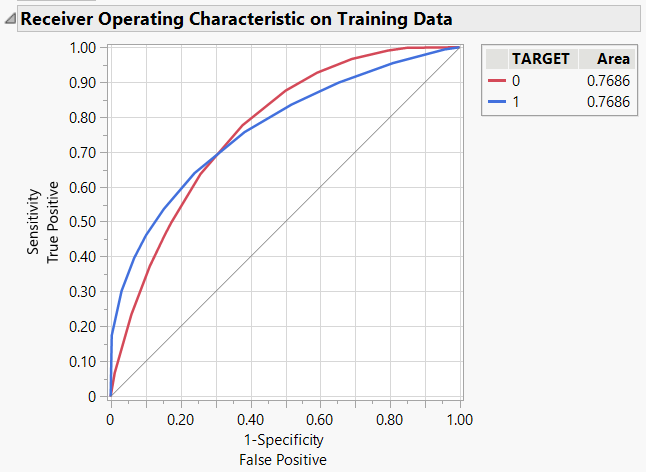 Receiver Operating Characteristic on Training Data
1.00
0.90
0.80
0.70
0.60
0.50
0.40
0.30
0.20
0.10
0
Sensitivity
True Positive
0 0.20 0.40 0.60 0.80 1.00
1-Specificity
False Positive
TARGET Area
0 0.7686
1 0.7686